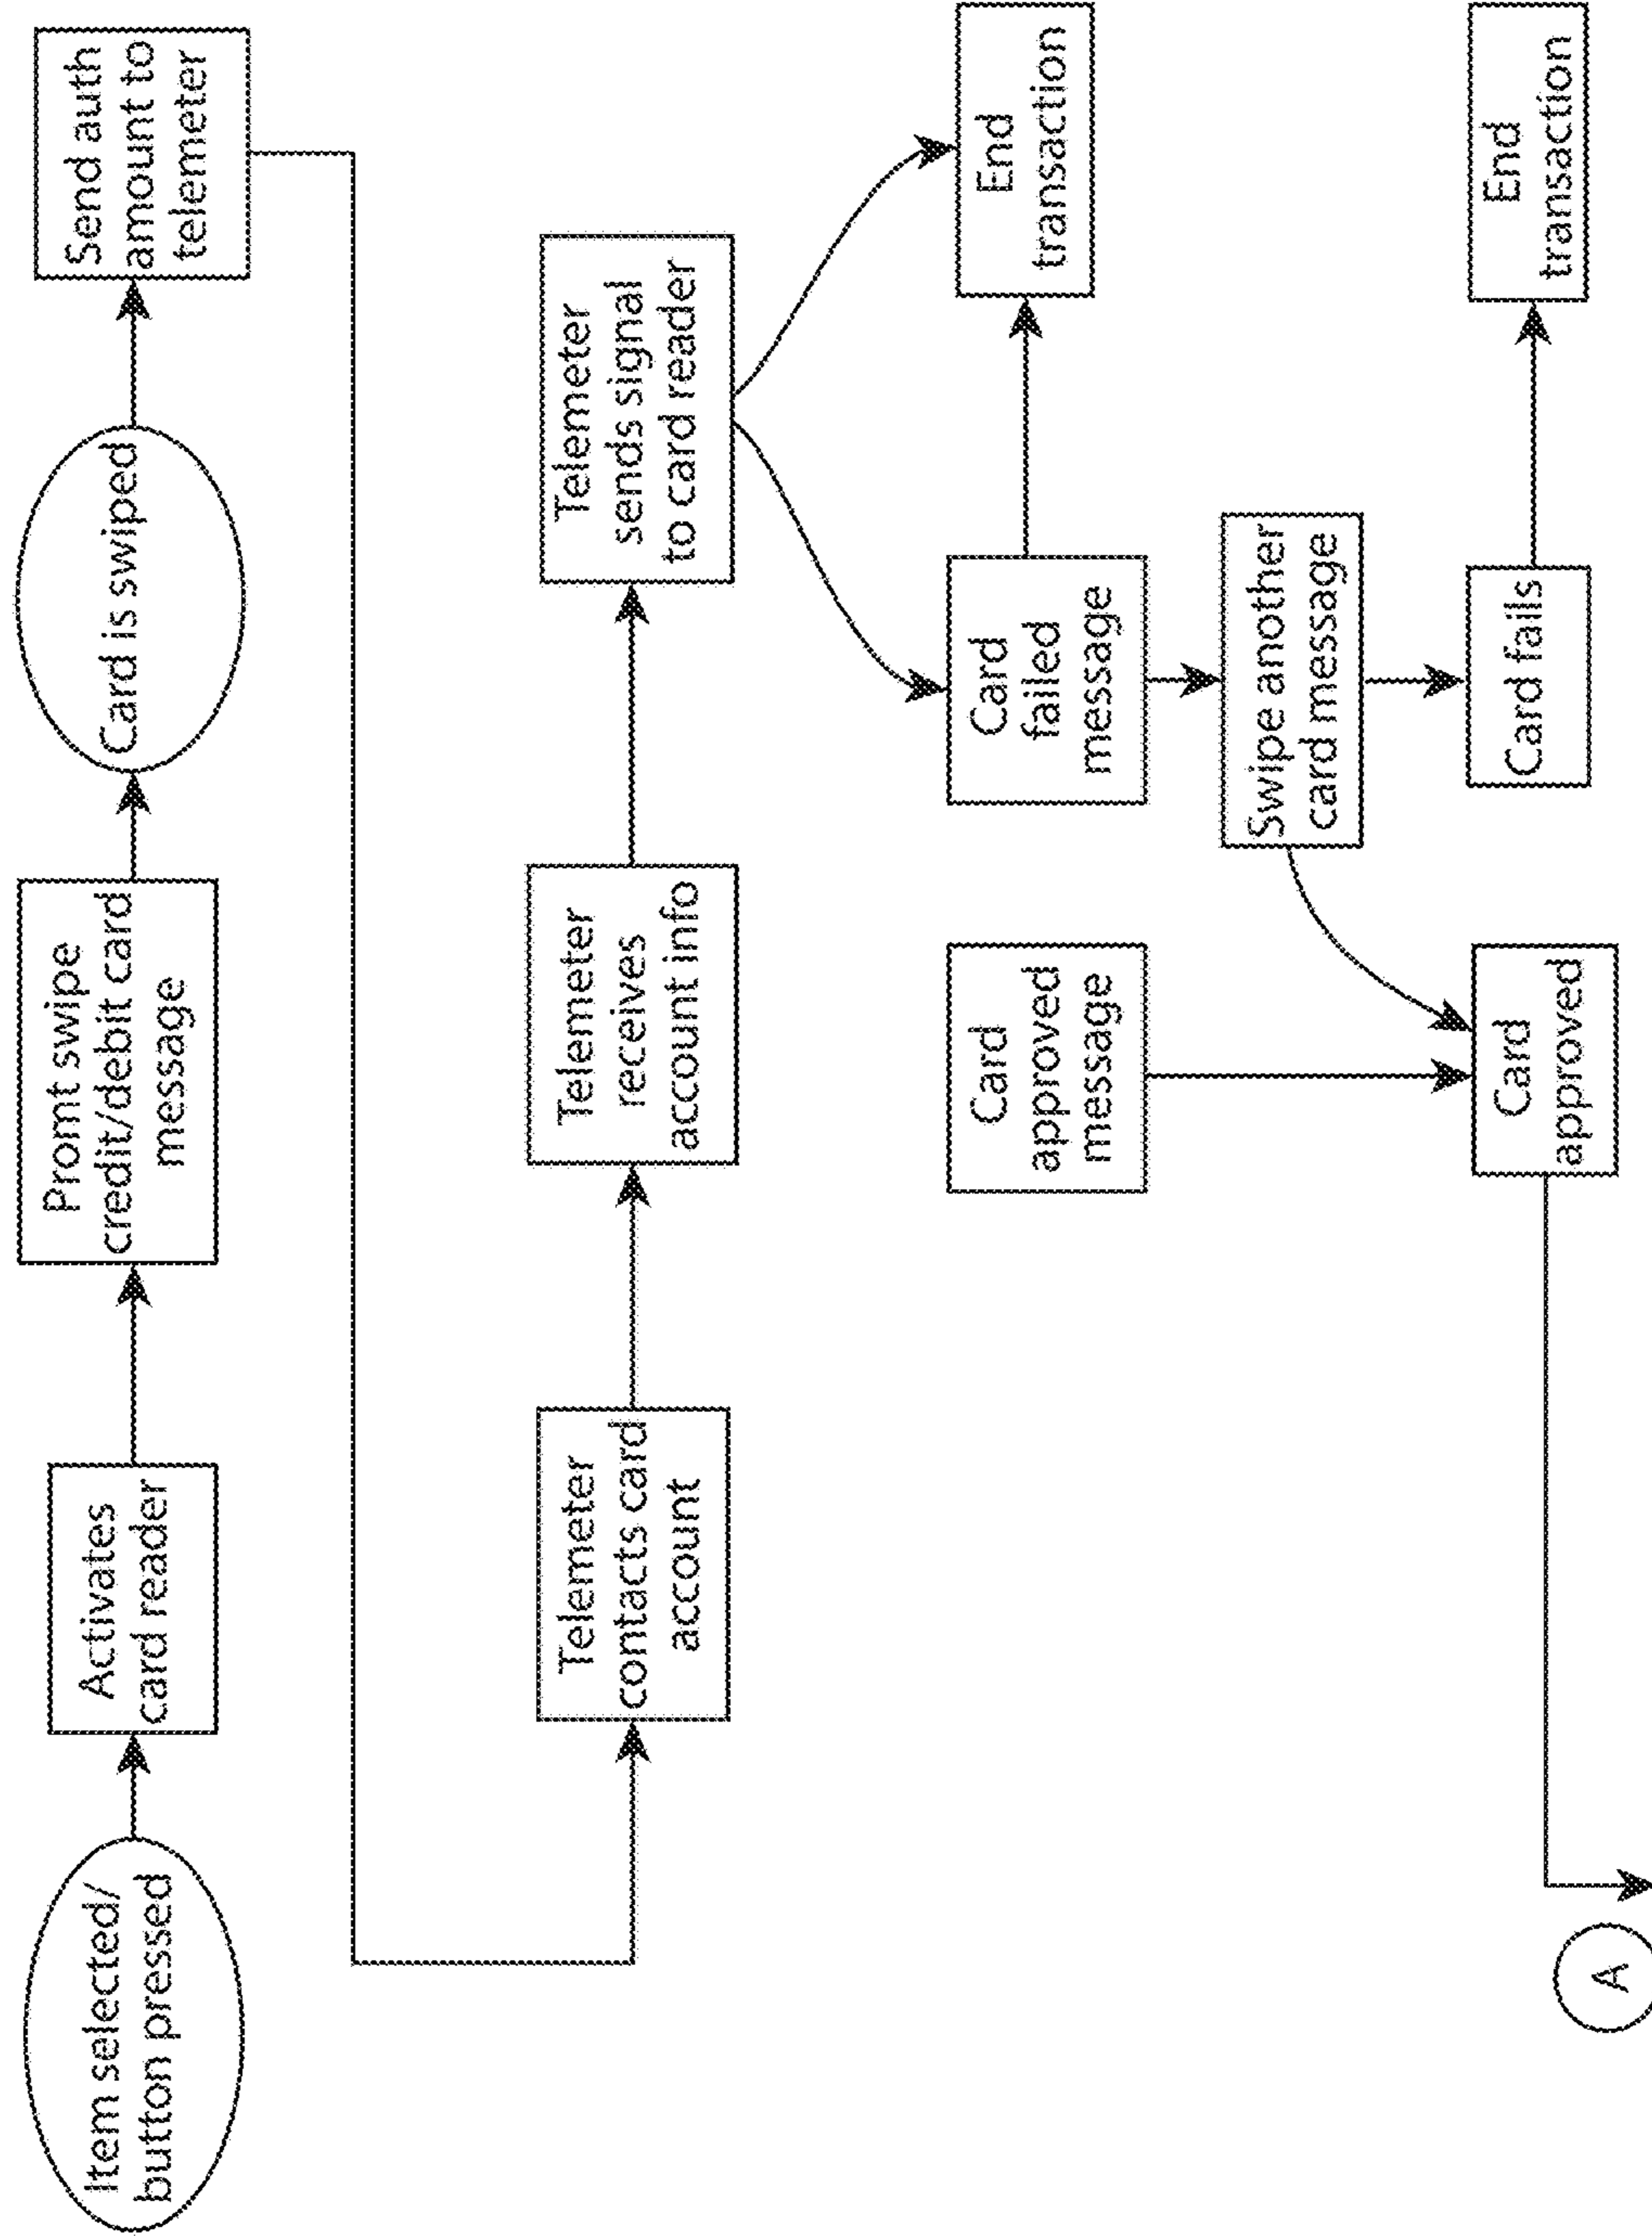 Item selected/
button pressed
Activates
card reader
Promt swipe
credit/debit card
message
Card is swiped
Send auth
amount to
telemeter
Telemeter
contacts card
account
Telemeter
receives
account info
Telemeter
sends signal
to card reader
Card
approved
message
Card
failed
message
End
transaction
Swipe another
card message
Card
approved
Card fails
End
transaction
A